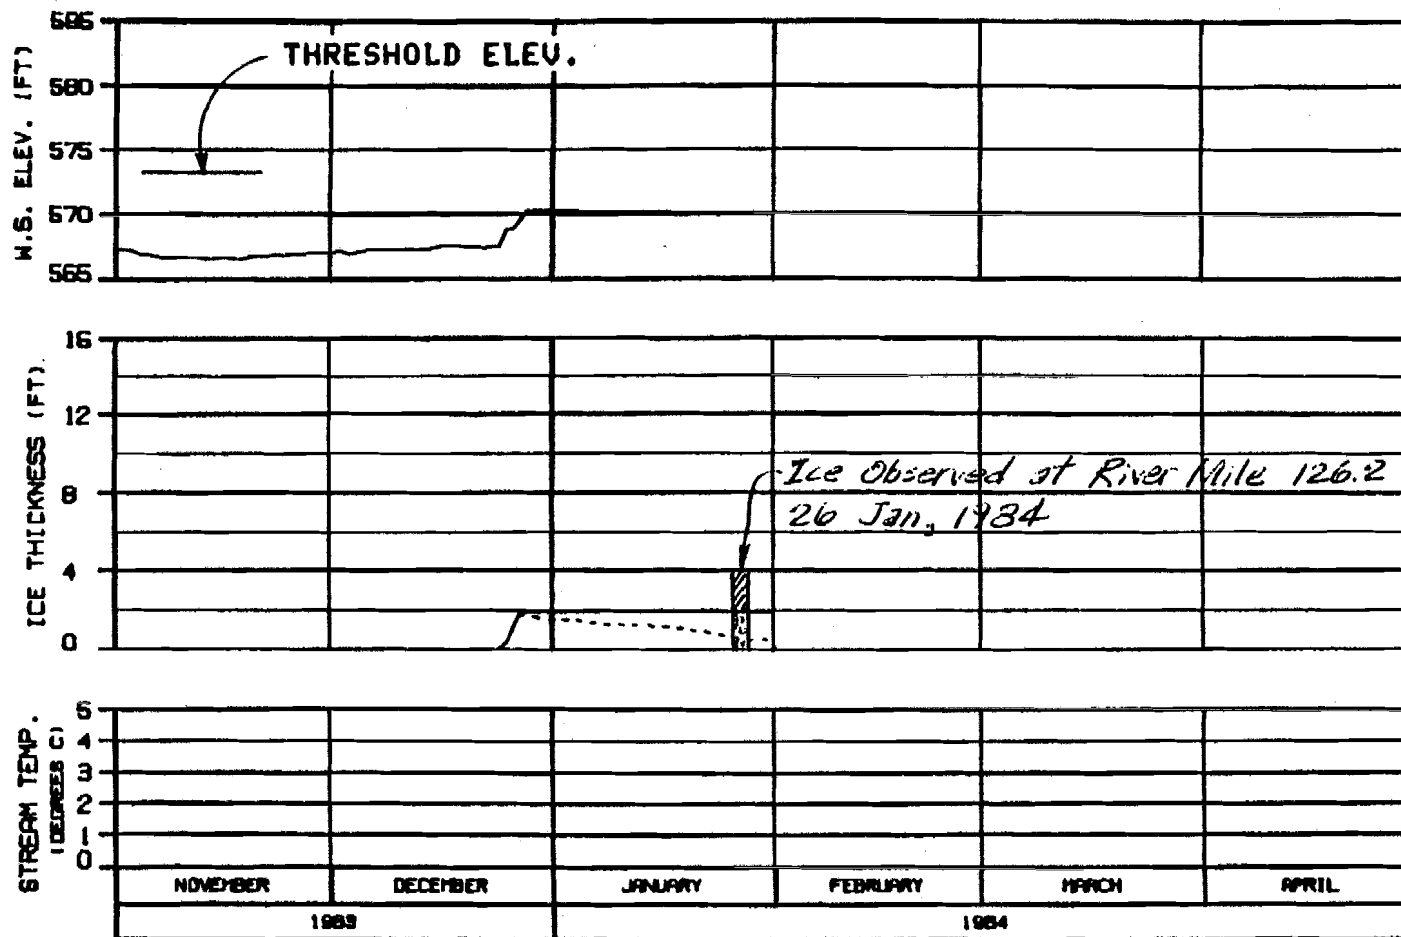 585
THRESHOLD ELEV.
580
575
570
565
W.S. ELEV. (FT)
16
12
8
4
0
ICE THICKNESS (FT).
Ice Observed at River Mile 126.2
26 Jan, 1984
5
4
3
2
1
0
STREAM TEMP.
(DEGREES C)
NOVEMBER DECEMBER JANUARY FEBRUARY MARCH APRIL
1983 1984